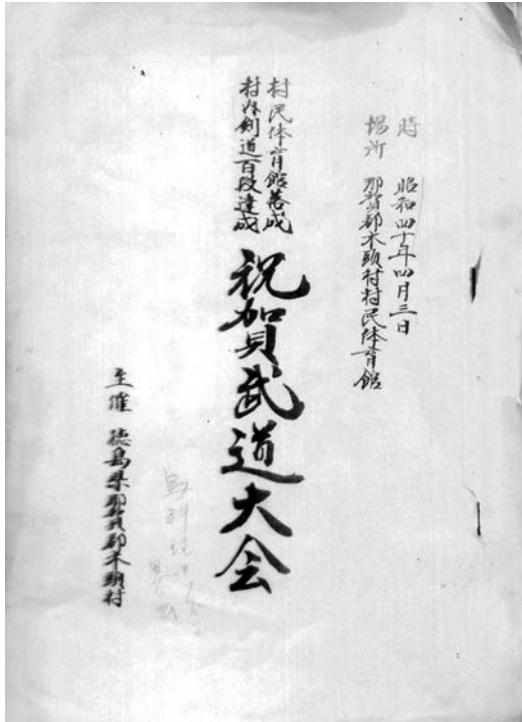 時 昭和四十年四月三日
場所 那賀郡木頭村村民体育館
村民体育館落成
村内剣道百段達成
祝賀武道大会
主催 徳島県那賀郡木頭村